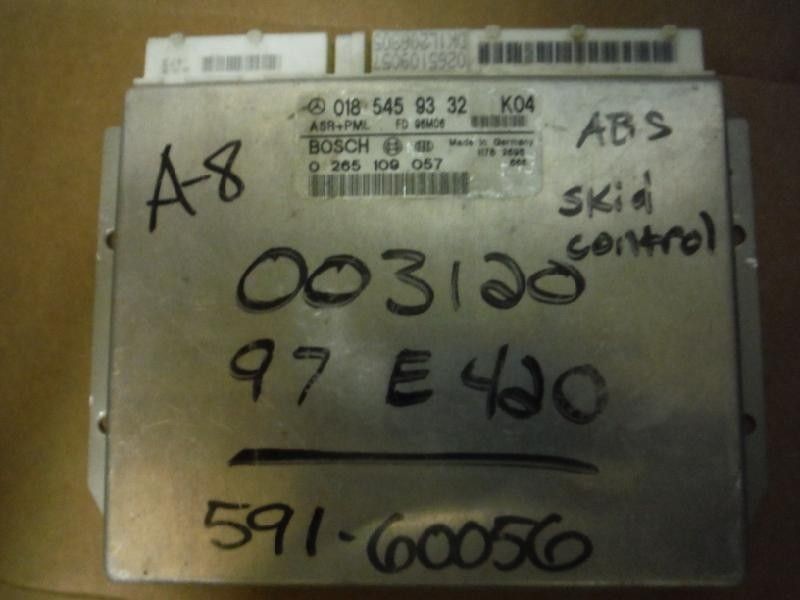 0265109057
018 545 93 32 K04
ASR+PML FD 96M06
BOSCH Made in Germany
0 265 109 057
A-8
ABS
Skid
control
003120
97 E420
591-60056